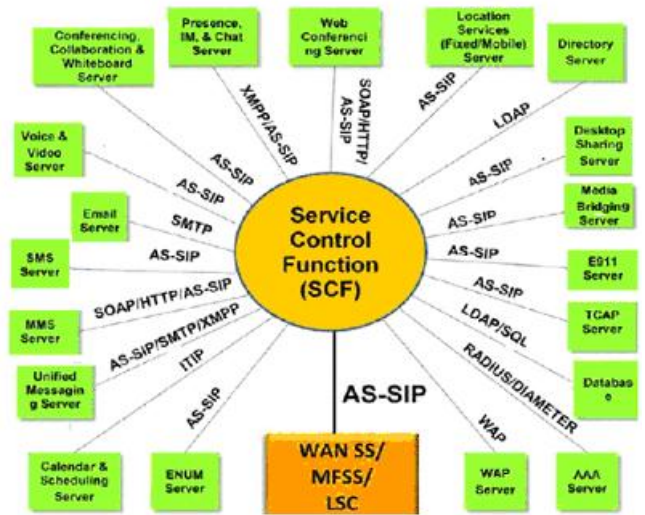 Conferencing,
Collaboration &
Whiteboard
Server
Presence,
IM, & Chat
Server
Web
Conferenci
ng Server
Location
Services
(Fixed/Mobile)
Server
Directory
Server
XMPP/AS-SIP
SOAP/HTTP/
AS-SIP
AS-SIP
LDAP
Voice &
Video
Server
AS-SIP
Desktop
Sharing
Server
AS-SIP
AS-SIP
Email
Server
SMTP
Media
Bridging
Server
AS-SIP
SMS
Server
AS-SIP
Service
Control
Function
(SCF)
AS-SIP
E911
Server
MMS
Server
SOAP/HTTP/AS-SIP
AS-SIP
TCAP
Server
Unified
Messagin
g Server
AS-SIP/SMTP/XMPP
LDAP/SQL
Databas
e
ITIP
RADIUS/DIAMETER
AS-SIP
AS-SIP
WAP
Calendar &
Scheduling
Server
ENUM
Server
WAN SS/
MFSS/
LSC
WAP
Server
AAA
Server